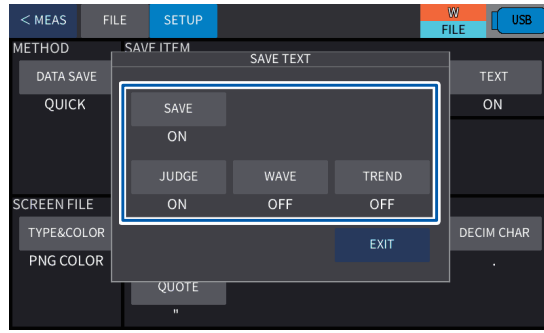 < MEAS FILE SETUP W FILE USB
METHOD SAVE ITEM
SAVE TEXT
DATA SAVE SAVE TEXT
QUICK ON ON
JUDGE WAVE TREND
ON OFF OFF
SCREEN FILE
TYPE&COLOR EXIT DECIM CHAR
PNG COLOR .
QUOTE
"